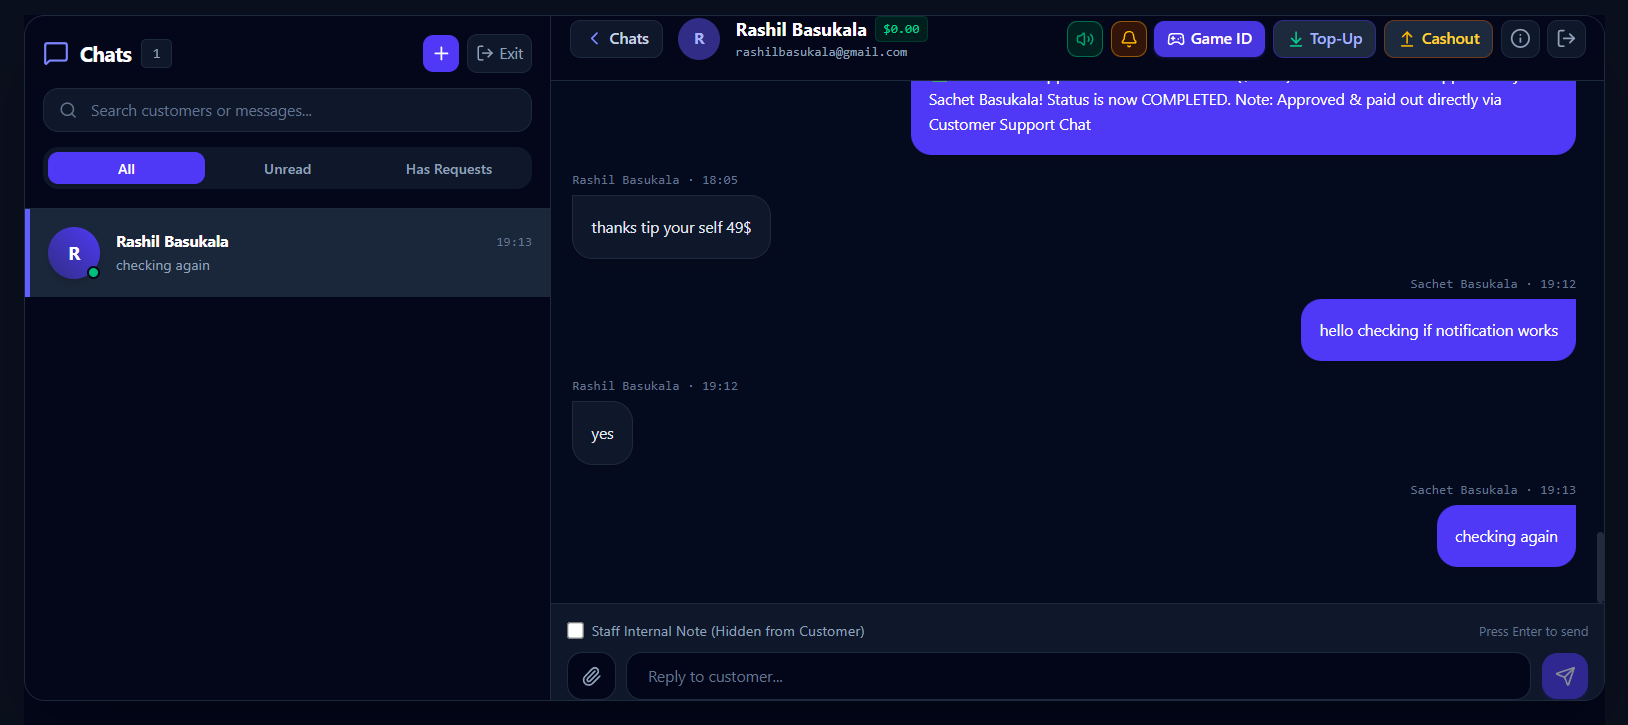 Chats 1
Exit
Search customers or messages...
All Unread Has Requests
R
Rashil Basukala 19:13
checking again
Chats
R
Rashil Basukala $0.00
rashilbasukala@gmail.com
Game ID
Top-Up
Cashout
Sachet Basukala! Status is now COMPLETED. Note: Approved & paid out directly via
Customer Support Chat
Rashil Basukala · 18:05
thanks tip your self 49$
Sachet Basukala · 19:12
hello checking if notification works
Rashil Basukala · 19:12
yes
Sachet Basukala · 19:13
checking again
Staff Internal Note (Hidden from Customer)
Press Enter to send
Reply to customer...